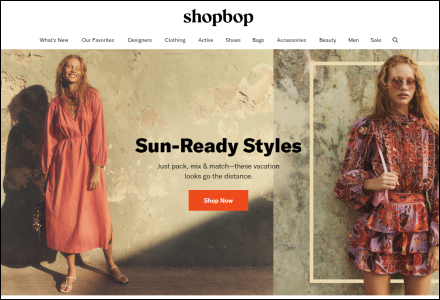 shopbop
What's New Our Favorites Designers Clothing Active Shoes Bags Accessories Beauty Men Sale
Sun-Ready Styles
Just pack, mix & match—these vacation
looks go the distance.
Shop Now